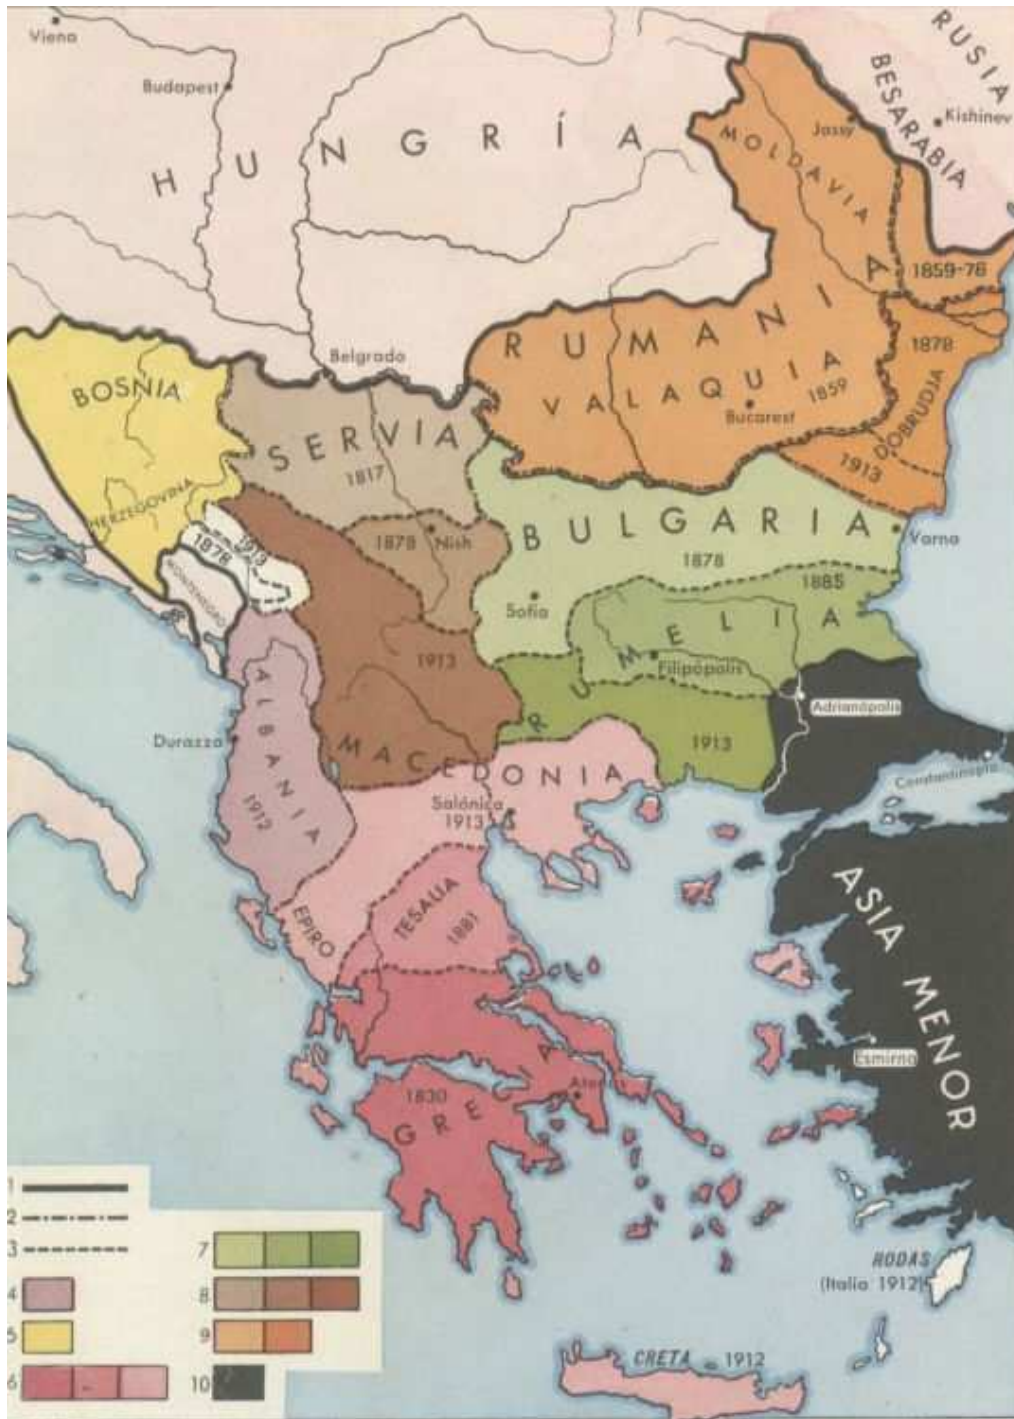 Viena
Budapest
HUNGRÍA
RUSIA
BESARABIA
Kishinev
Jassy
MOLDAVIA
1859-78
RUMANIA
VALAQUIA
1859
Bucarest
1878
DOBRUDJA
1913
Belgrado
BOSNIA
HERZEGOVINA
SERVIA
1817
1878
Nish
1913
1878
MONTENEGRO
BULGARIA
1878
Varna
Sofia
1885
RUMELIA
Filipópolis
1913
Adrianópolis
Constantinopla
1913
MACEDONIA
ALBANIA
1912
Durazza
Salónica
1913
EPIRO
TESALIA
1881
ASIA MENOR
Esmirna
1830
GRECIA
Atenas
RODAS
(Italia 1912)
CRETA
1912
1
2
3
4
5
6
7
8
9
10